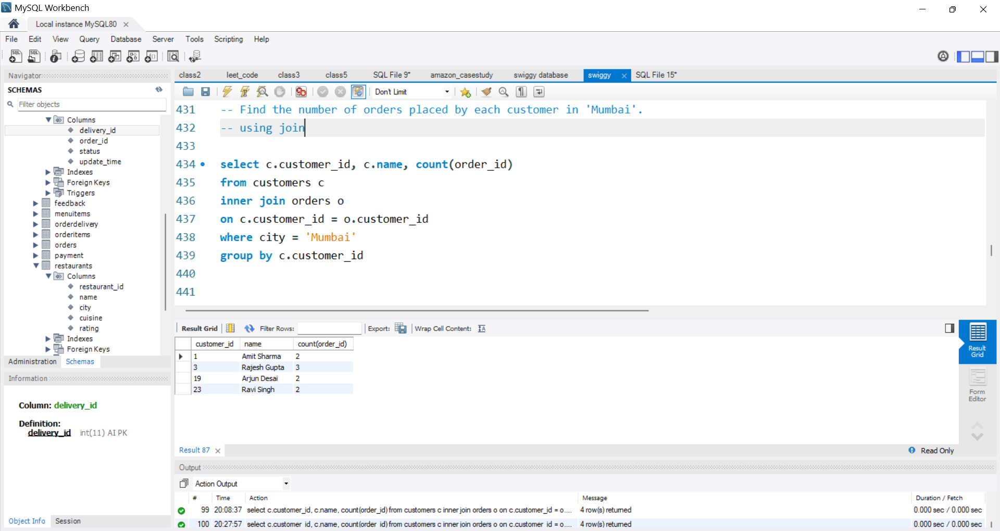 MySQL Workbench
Local instance MySQL80
File Edit View Query Database Server Tools Scripting Help
Navigator
SCHEMAS
Filter objects
Columns
delivery_id
order_id
status
update_time
Indexes
Foreign Keys
Triggers
feedback
menuitems
orderdelivery
orderitems
orders
payment
restaurants
Columns
restaurant_id
name
city
cuisine
rating
Indexes
Foreign Keys
Administration Schemas
Information
Column: delivery_id
Definition:
delivery_id int(11) AI PK
Object Info Session
class2 leet_code class3 class5 SQL File 9* amazon_casestudy swiggy database swiggy SQL File 15*
Don't Limit
431 -- Find the number of orders placed by each customer in 'Mumbai'.
432 -- using join
433
434 select c.customer_id, c.name, count(order_id)
435 from customers c
436 inner join orders o
437 on c.customer_id = o.customer_id
438 where city = 'Mumbai'
439 group by c.customer_id
440
441
Result Grid Filter Rows: Export: Wrap Cell Content:
customer_id name count(order_id)
1 Amit Sharma 2
3 Rajesh Gupta 3
19 Arjun Desai 2
23 Ravi Singh 2
Result Grid
Form Editor
Result 87
Read Only
Output
Action Output
# Time Action Message Duration / Fetch
99 20:08:37 select c.customer_id, c.name, count(order_id) from customers c inner join orders o on c.customer_id = o.... 4 row(s) returned 0.000 sec / 0.000 sec
100 20:27:57 select c.customer_id, c.name, count(order_id) from customers c inner join orders o on c.customer_id = o.... 4 row(s) returned 0.000 sec / 0.000 sec